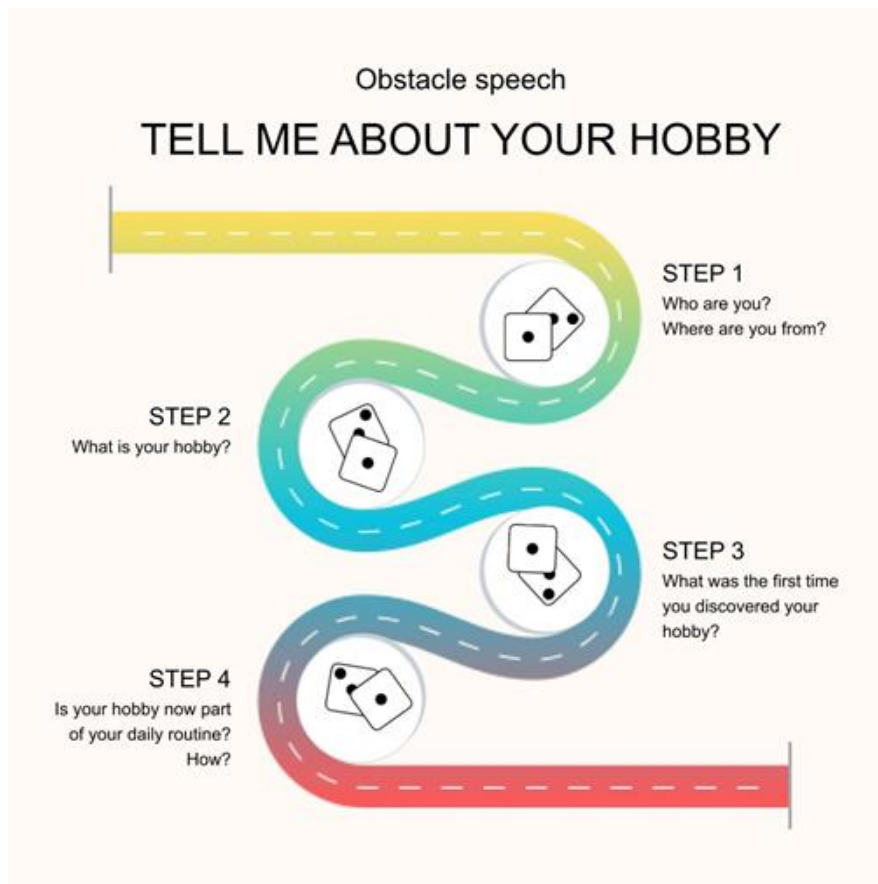 Obstacle speech
TELL ME ABOUT YOUR HOBBY
STEP 1
Who are you?
Where are you from?
STEP 2
What is your hobby?
STEP 3
What was the first time
you discovered your
hobby?
STEP 4
Is your hobby now part
of your daily routine?
How?